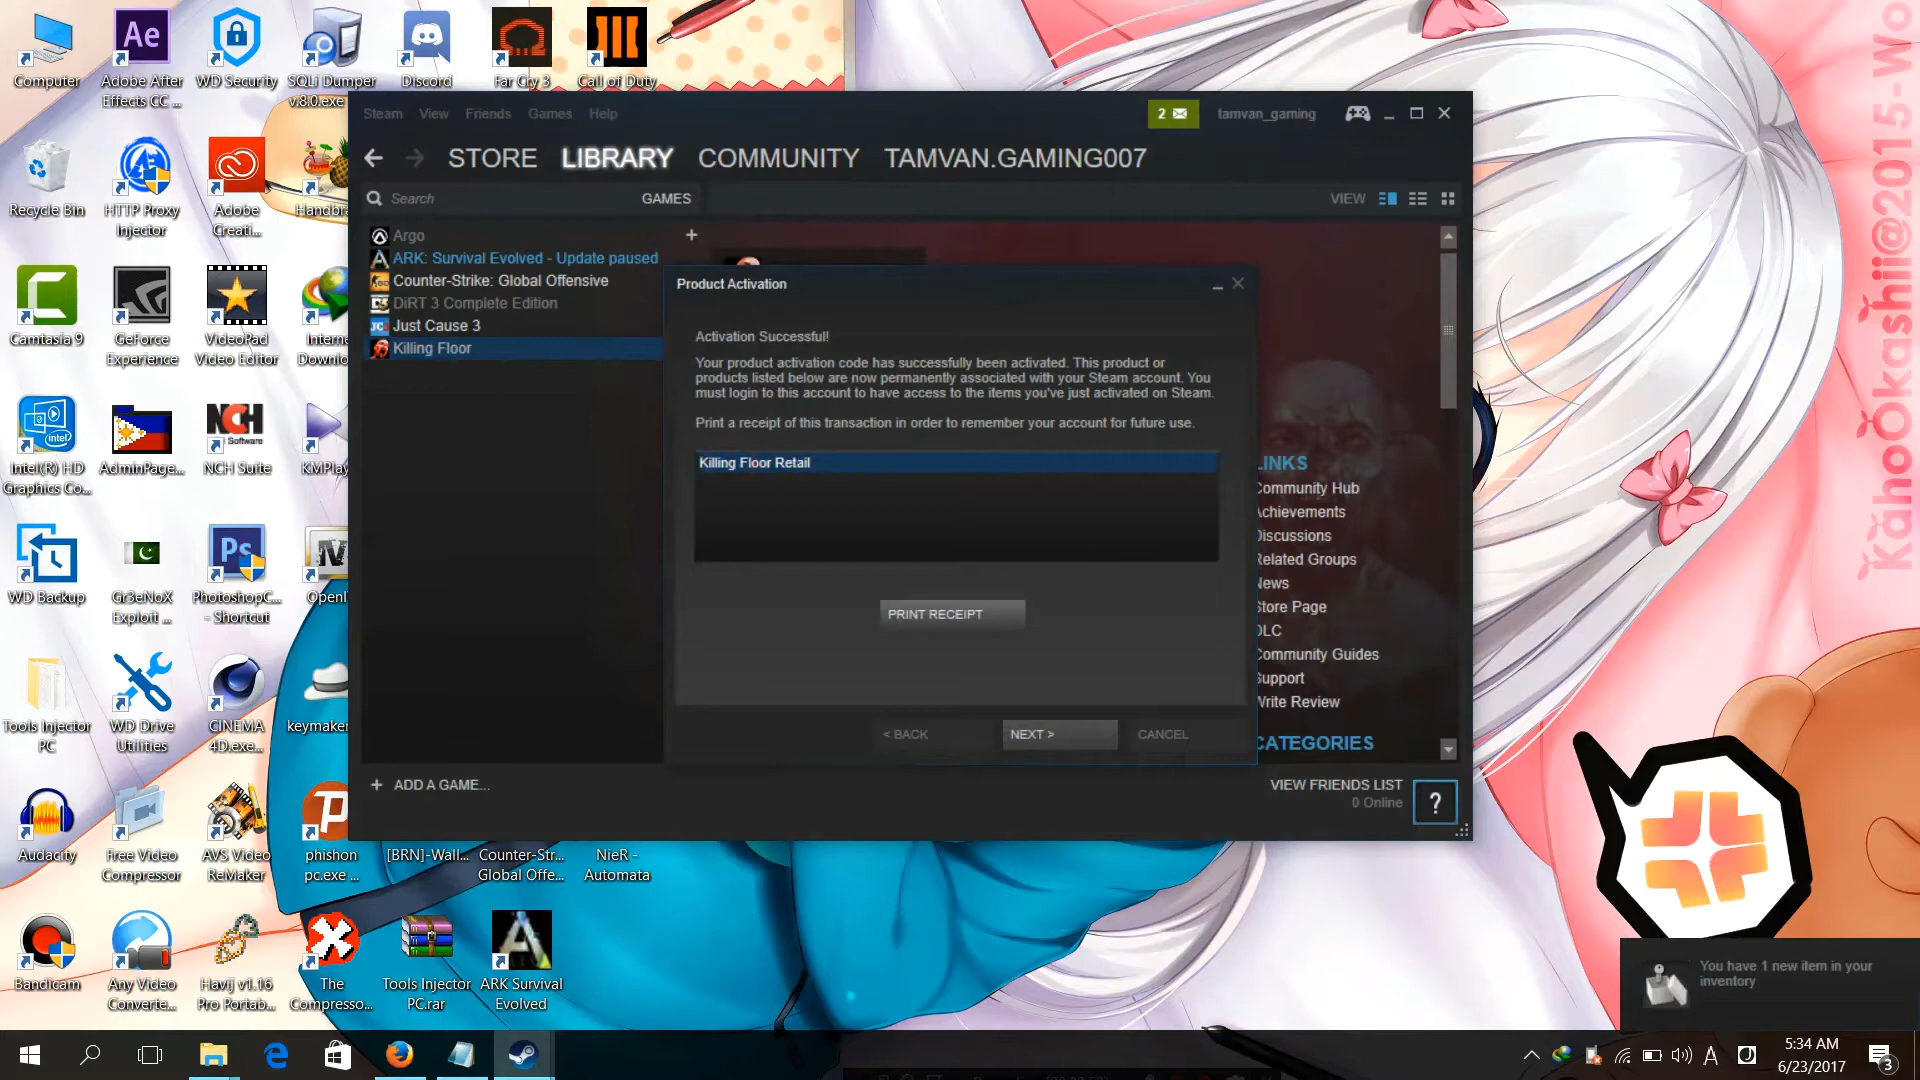 Computer
Adobe After
Effects CC ...
WD Security
SQLi Dumper
v.8.0.exe
Discord
Far Cry 3
Call of Duty
Recycle Bin
HTTP Proxy
Injector
Adobe
Creati...
Handbra
Camtasia 9
GeForce
Experience
VideoPad
Video Editor
Interne
Downlo
Intel(R) HD
Graphics Co...
AdminPage...
NCH Software
NCH Suite
KMPlay
WD Backup
Gr3eNoX
Exploit ...
PhotoshopC...
- Shortcut
OpenI
Tools Injector
PC
WD Drive
Utilities
CINEMA
4D.exe...
keymaker
Audacity
Free Video
Compressor
AVS Video
ReMaker
phishon
pc.exe ...
[BRN]-Wall...
Counter-Str...
Global Offe...
NieR -
Automata
Bandicam
Any Video
Converte...
Havij v1.16
Pro Portab...
The
Compresso...
Tools Injector
PC.rar
ARK Survival
Evolved
Steam View Friends Games Help
2
tamvan_gaming
STORE LIBRARY COMMUNITY TAMVAN.GAMING007
Search
GAMES
VIEW
Argo
ARK: Survival Evolved - Update paused
Counter-Strike: Global Offensive
DiRT 3 Complete Edition
Just Cause 3
Killing Floor
+ ADD A GAME...
Product Activation
Activation Successful!
Your product activation code has successfully been activated. This product or
products listed below are now permanently associated with your Steam account. You
must login to this account to have access to the items you've just activated on Steam.
Print a receipt of this transaction in order to remember your account for future use.
Killing Floor Retail
PRINT RECEIPT
< BACK
NEXT >
CANCEL
LINKS
Community Hub
Achievements
Discussions
Related Groups
News
Store Page
DLC
Community Guides
Support
Write Review
CATEGORIES
VIEW FRIENDS LIST
0 Online
?
KahoOkashii@2015-Wo
You have 1 new item in your
inventory
5:34 AM
6/23/2017
3